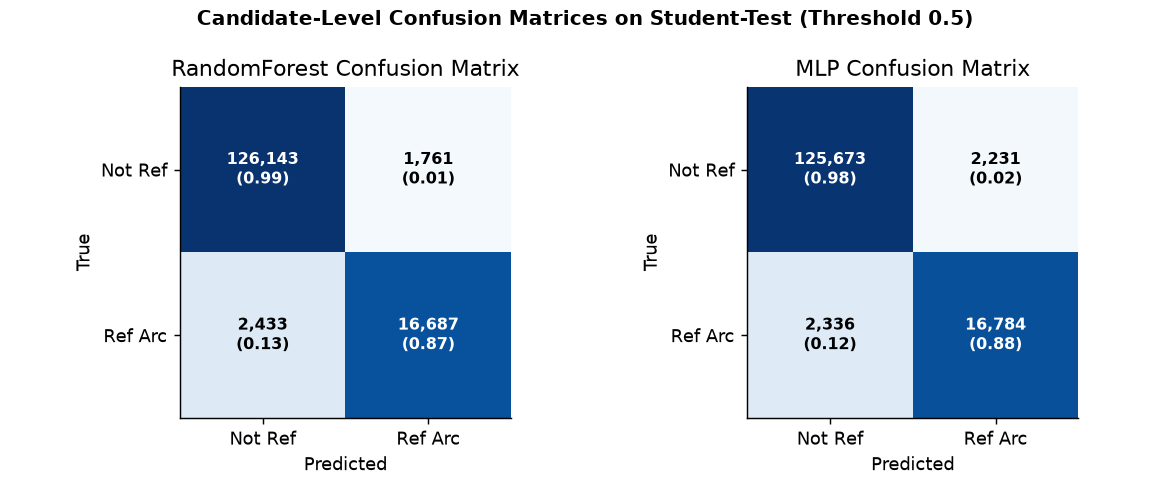 Candidate-Level Confusion Matrices on Student-Test (Threshold 0.5)
RandomForest Confusion Matrix
True
Not Ref
126,143
(0.99)
1,761
(0.01)
Ref Arc
2,433
(0.13)
16,687
(0.87)
Not Ref
Ref Arc
Predicted
MLP Confusion Matrix
True
Not Ref
125,673
(0.98)
2,231
(0.02)
Ref Arc
2,336
(0.12)
16,784
(0.88)
Not Ref
Ref Arc
Predicted